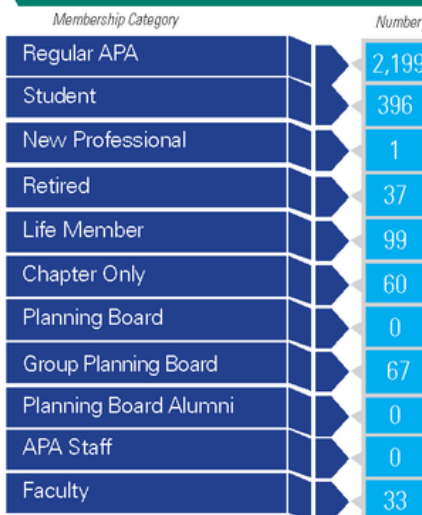 Membership Category Number
Regular APA 2,199
Student 396
New Professional 1
Retired 37
Life Member 99
Chapter Only 60
Planning Board 0
Group Planning Board 67
Planning Board Alumni 0
APA Staff 0
Faculty 33